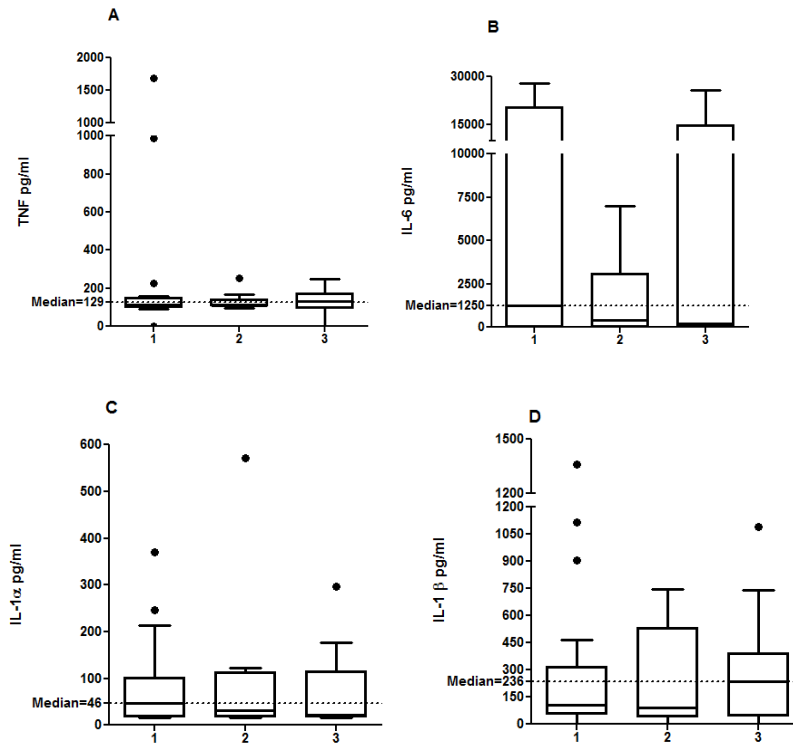 A
TNF pg/ml
2000
1500
1000
1000
800
600
400
200
0
Median=129
1 2 3
B
IL-6 pg/ml
30000
15000
10000
7500
5000
2500
0
Median=1250
1 2 3
C
IL-1α pg/ml
600
500
400
300
200
100
0
Median=46
1 2 3
D
IL-1 β pg/ml
1500
1200
1200
1050
900
750
600
450
300
150
0
Median=236
1 2 3